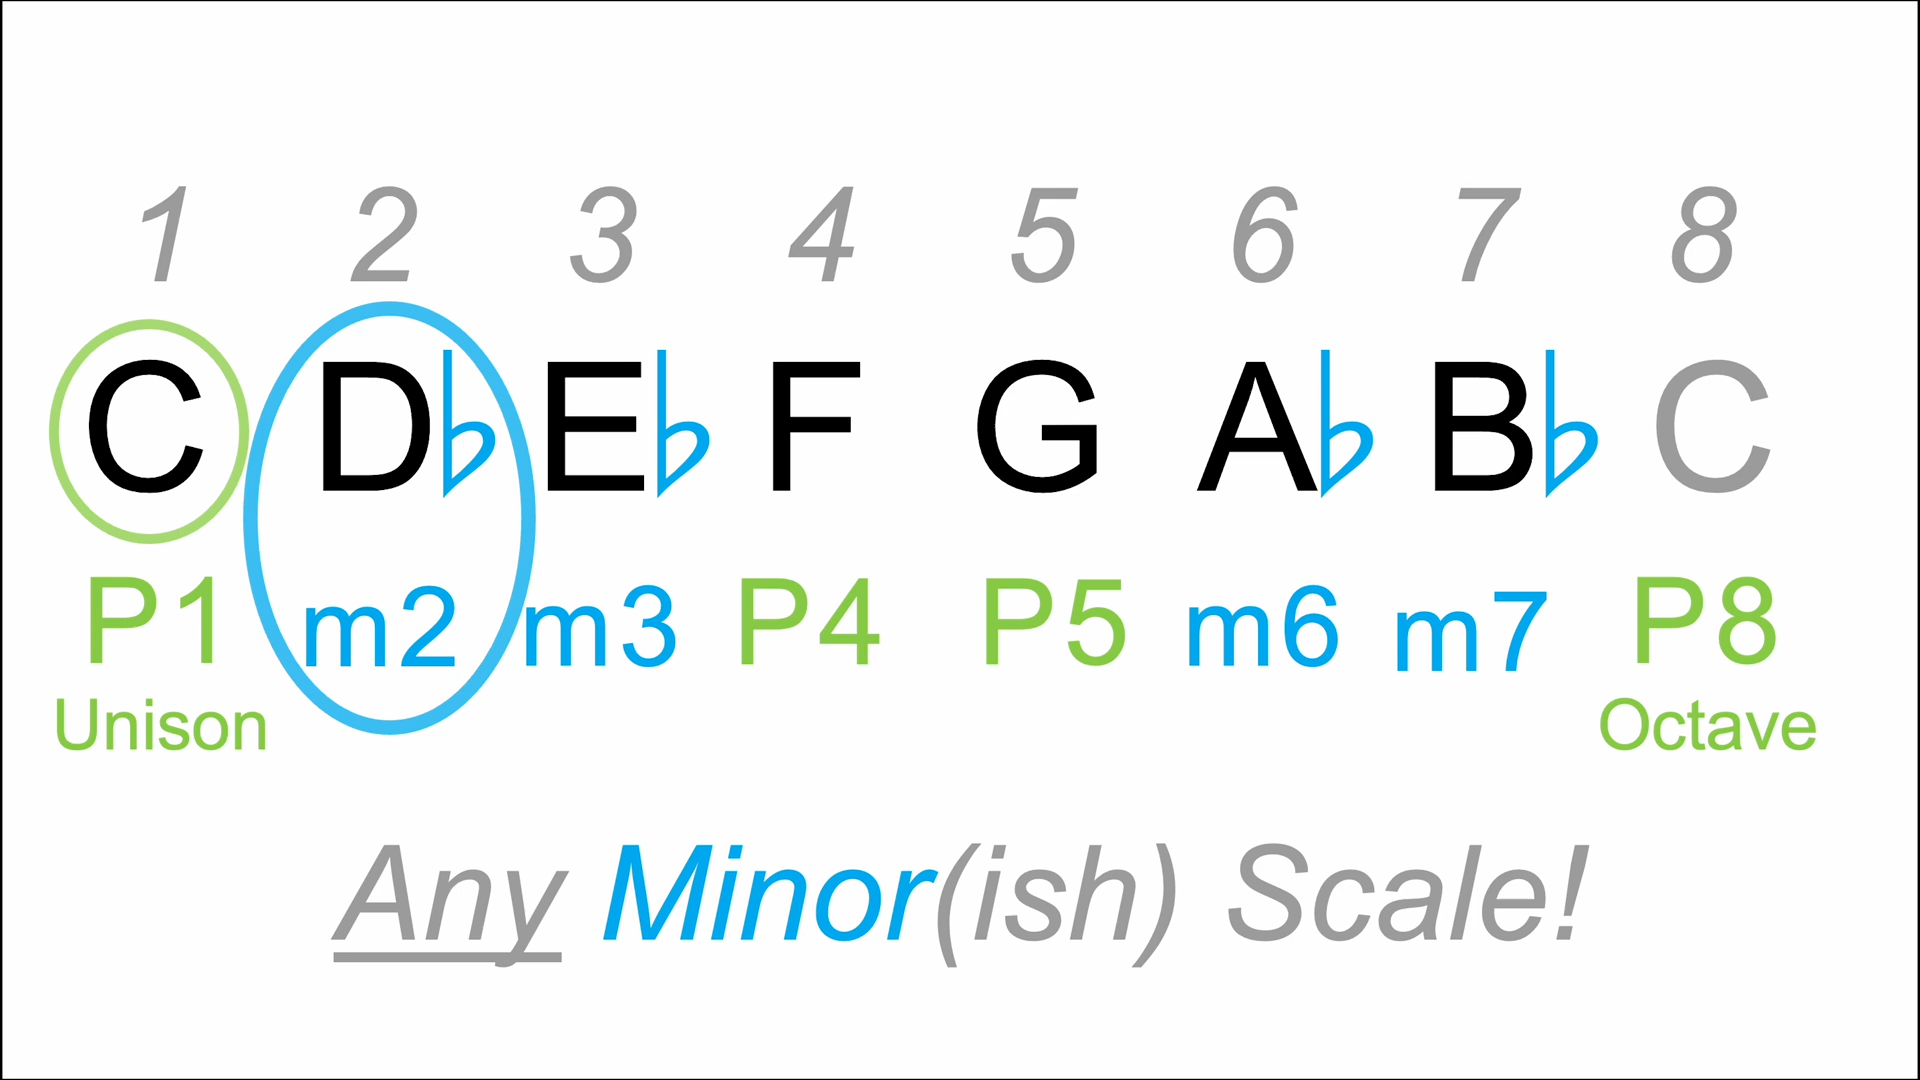 1 2 3 4 5 6 7 8
C D♭ E♭ F G A♭ B♭ C
P1 m2 m3 P4 P5 m6 m7 P8
Unison Octave
Any Minor(ish) Scale!